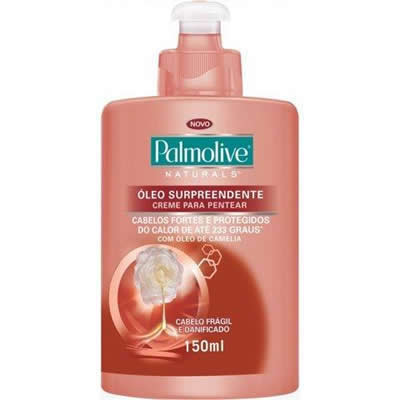 NOVO
Palmolive
NATURALS®
ÓLEO SURPREENDENTE
CREME PARA PENTEAR
CABELOS FORTES E PROTEGIDOS
DO CALOR DE ATÉ 233 GRAUS*
COM ÓLEO DE CAMELIA
CABELO FRÁGIL
E DANIFICADO
150ml